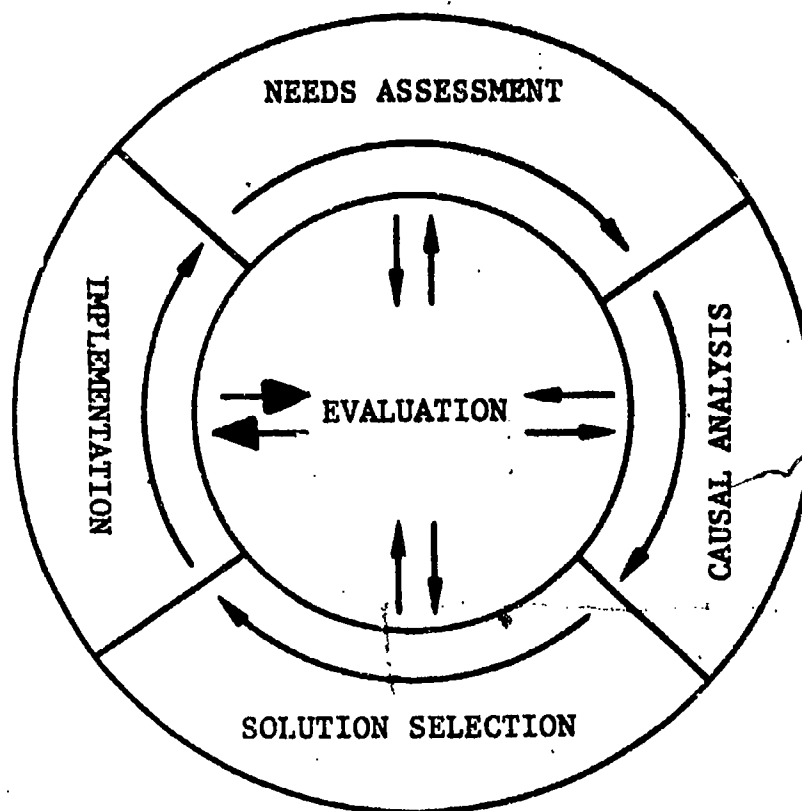 NEEDS ASSESSMENT
IMPLEMENTATION
EVALUATION
CAUSAL ANALYSIS
SOLUTION SELECTION